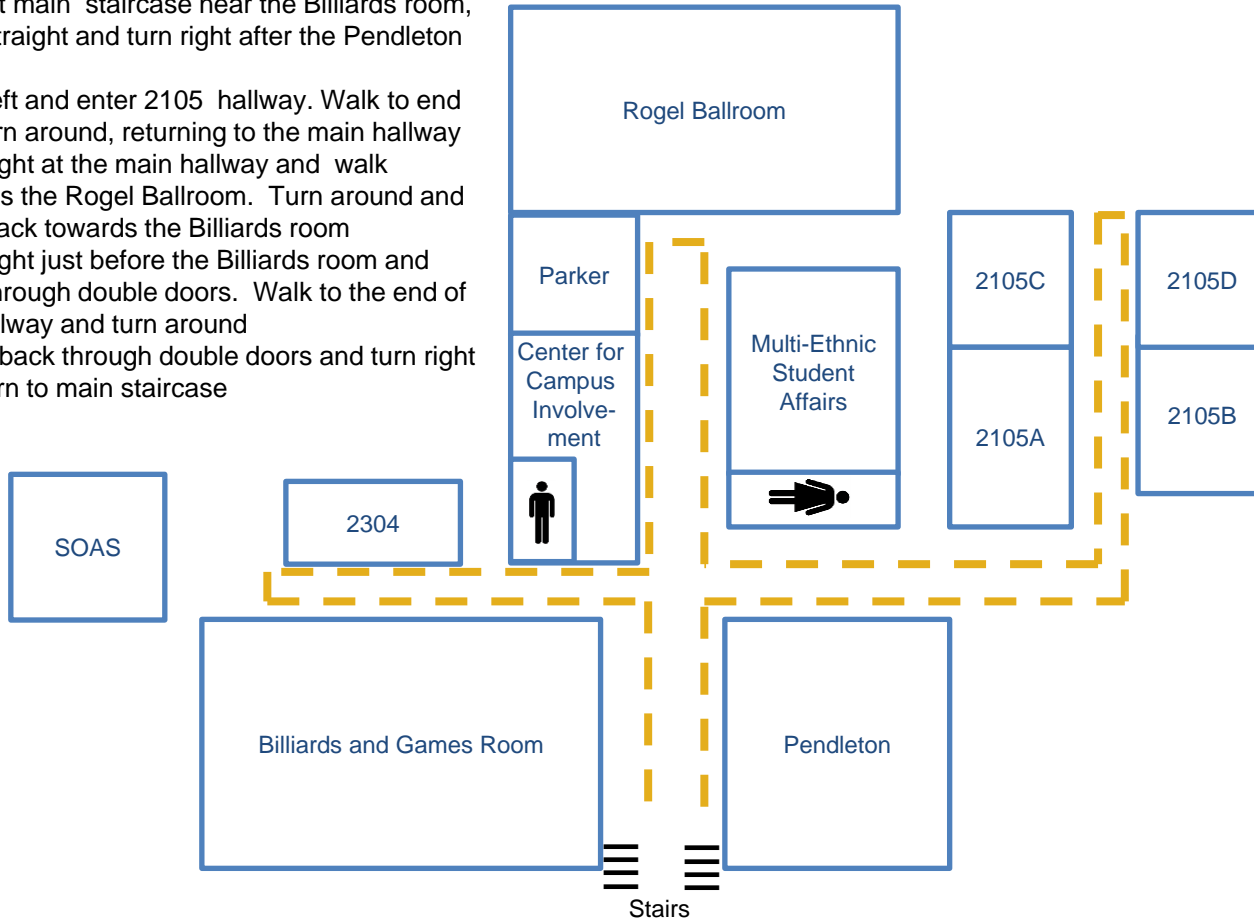 t main staircase near the Billiards room,
traight and turn right after the Pendleton
eft and enter 2105 hallway. Walk to end
rn around, returning to the main hallway
ght at the main hallway and walk
s the Rogel Ballroom. Turn around and
ack towards the Billiards room
ght just before the Billiards room and
hrough double doors. Walk to the end of
llway and turn around
back through double doors and turn right
rn to main staircase
Rogel Ballroom
Parker
Center for
Campus
Involve-
ment
Multi-Ethnic
Student
Affairs
2105C
2105D
2105A
2105B
SOAS
2304
Billiards and Games Room
Pendleton
Stairs